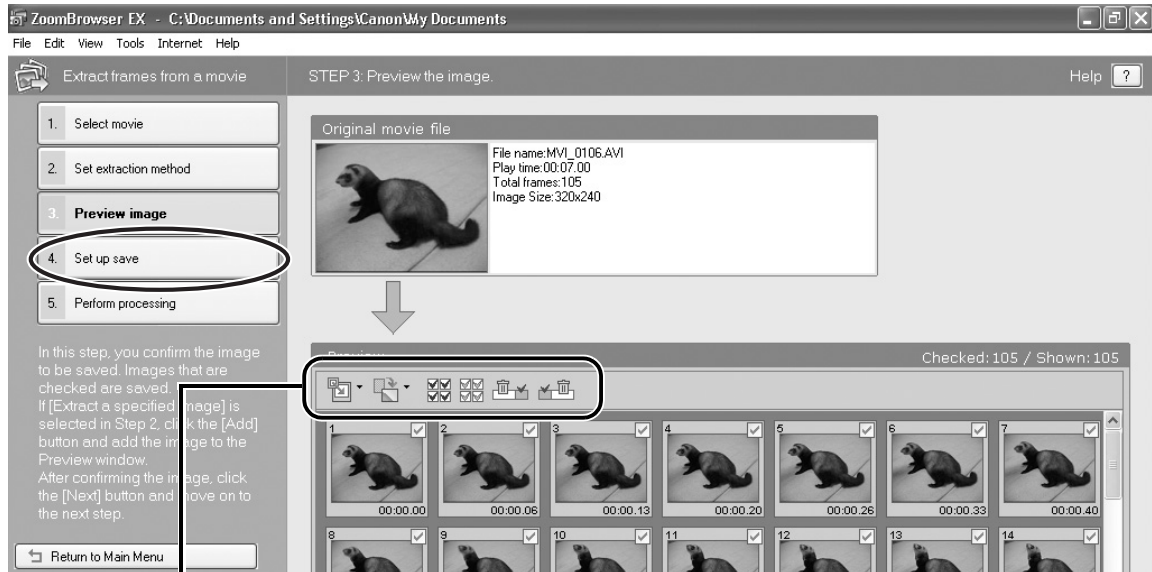 ZoomBrowser EX - C:\Documents and Settings\Canon\My Documents
File Edit View Tools Internet Help
Extract frames from a movie
STEP 3: Preview the image.
Help ?
1. Select movie
2. Set extraction method
3. Preview image
4. Set up save
5. Perform processing
In this step, you confirm the image
to be saved. Images that are
checked are saved.
If [Extract a specified image] is
selected in Step 2, click the [Add]
button and add the image to the
Preview window.
After confirming the image, click
the [Next] button and move on to
the next step.
Return to Main Menu
Original movie file
File name:MVI_0106.AVI
Play time:00:07.00
Total frames:105
Image Size:320x240
Preview
Checked:105 / Shown:105
1 2 3 4 5 6 7
00:00.00 00:00.06 00:00.13 00:00.20 00:00.26 00:00.33 00:00.40
8 9 10 11 12 13 14